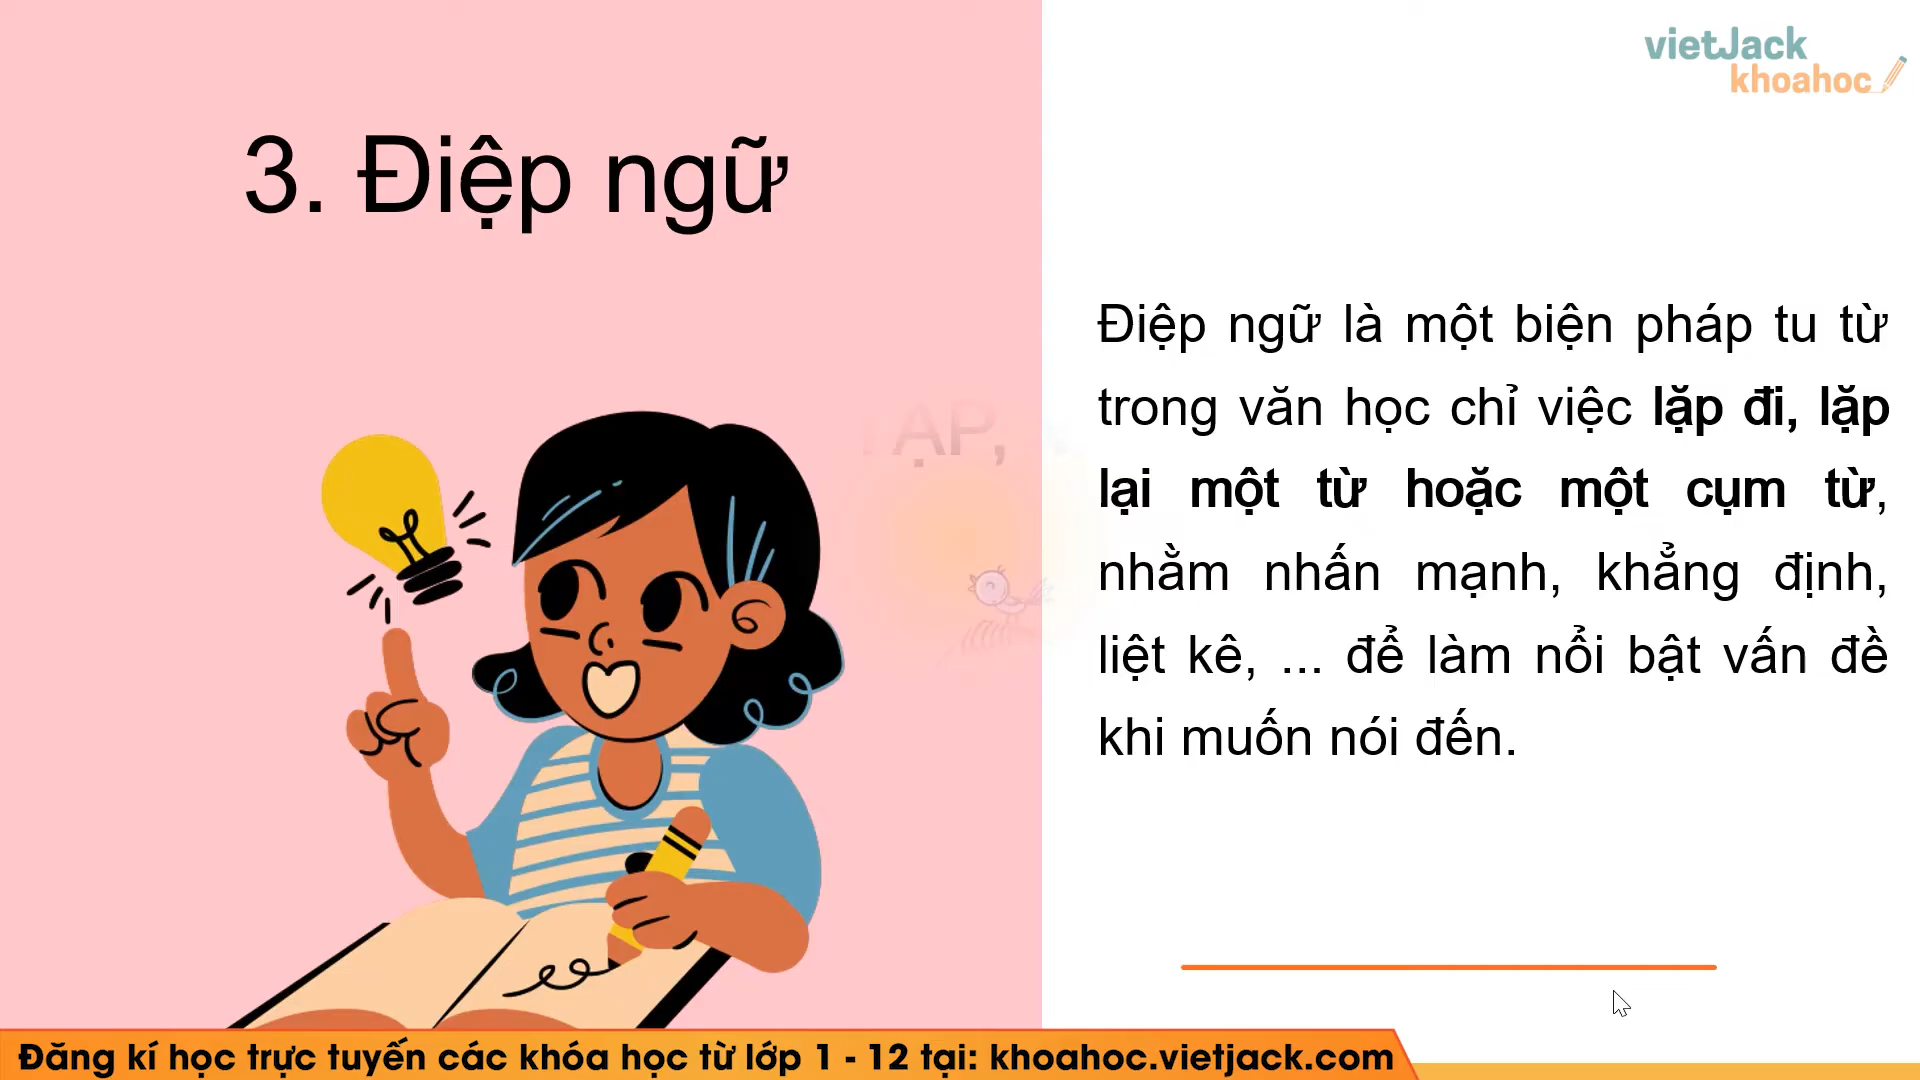 vietJack
khoahoc
3. Điệp ngữ
Điệp ngữ là một biện pháp tu từ
trong văn học chỉ việc lặp đi, lặp
lại một từ hoặc một cụm từ,
nhằm nhấn mạnh, khẳng định,
liệt kê, ... để làm nổi bật vấn đề
khi muốn nói đến.
Đăng kí học trực tuyến các khóa học từ lớp 1 - 12 tại: khoahoc.vietjack.com